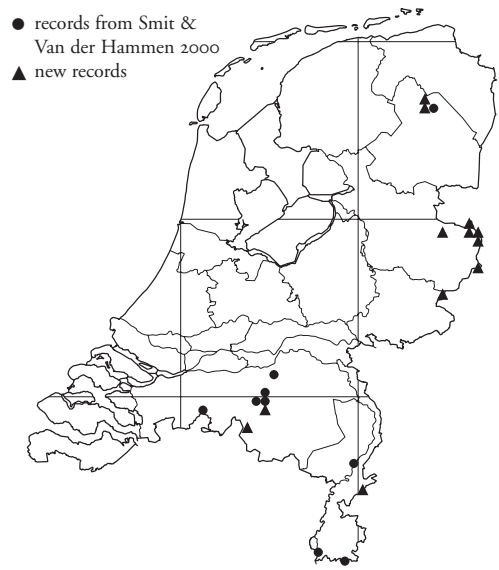 records from Smit &
Van der Hammen 2000
new records